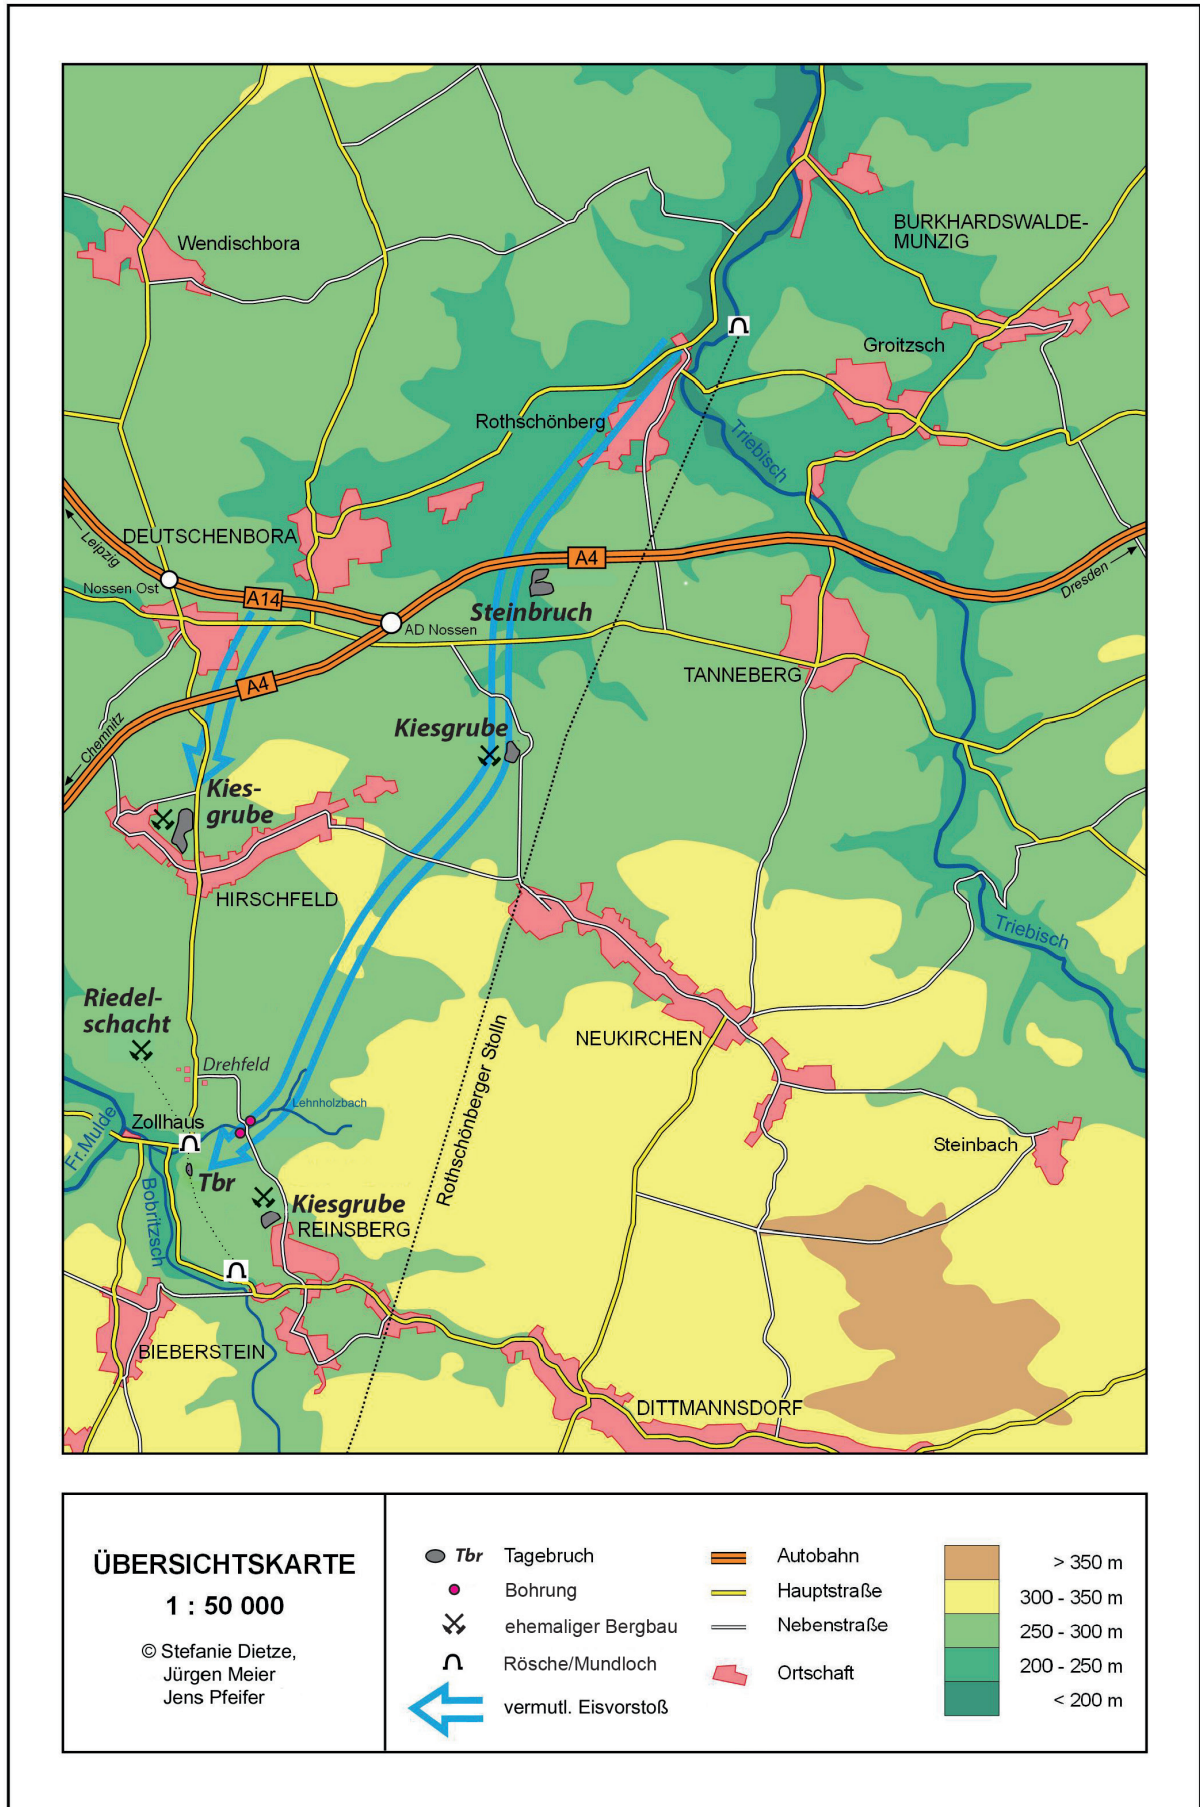 Wendischbora
BURKHARDSWALDE-
MUNZIG
Groitzsch
Rothschönberg
Triebisch
Leipzig
DEUTSCHENBORA
Nossen Ost
A14
A4
Dresden
Steinbruch
AD Nossen
TANNEBERG
A4
Chemnitz
Kiesgrube
Kies-
grube
HIRSCHFELD
Triebisch
Riedel-
schacht
Rothschönberger Stolln
NEUKIRCHEN
Drehfeld
Lehnholzbach
Fr.Mulde
Zollhaus
Steinbach
Tbr
Bobritzsch
Kiesgrube
REINSBERG
BIEBERSTEIN
DITTMANNSDORF
ÜBERSICHTSKARTE
1 : 50 000
© Stefanie Dietze,
Jürgen Meier
Jens Pfeifer
Tbr Tagebruch
Bohrung
ehemaliger Bergbau
Rösche/Mundloch
vermutl. Eisvorstoß
Autobahn
Hauptstraße
Nebenstraße
Ortschaft
> 350 m
300 - 350 m
250 - 300 m
200 - 250 m
< 200 m